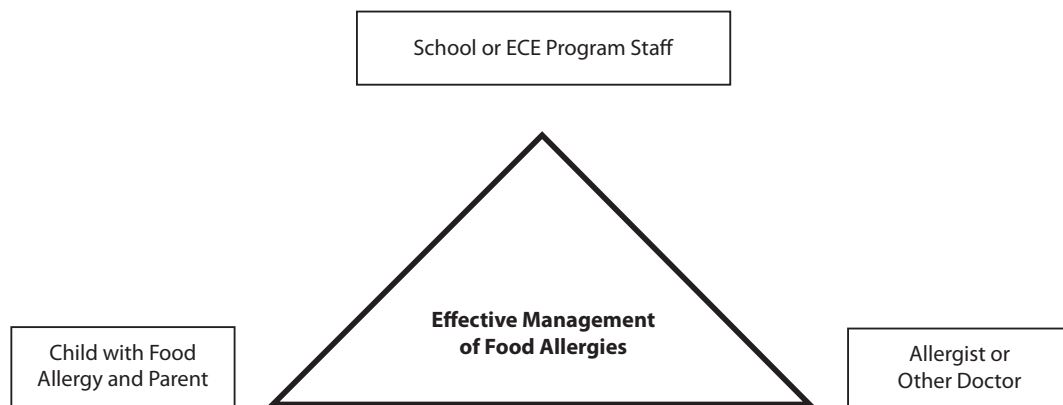 School or ECE Program Staff
Effective Management
of Food Allergies
Child with Food
Allergy and Parent
Allergist or
Other Doctor